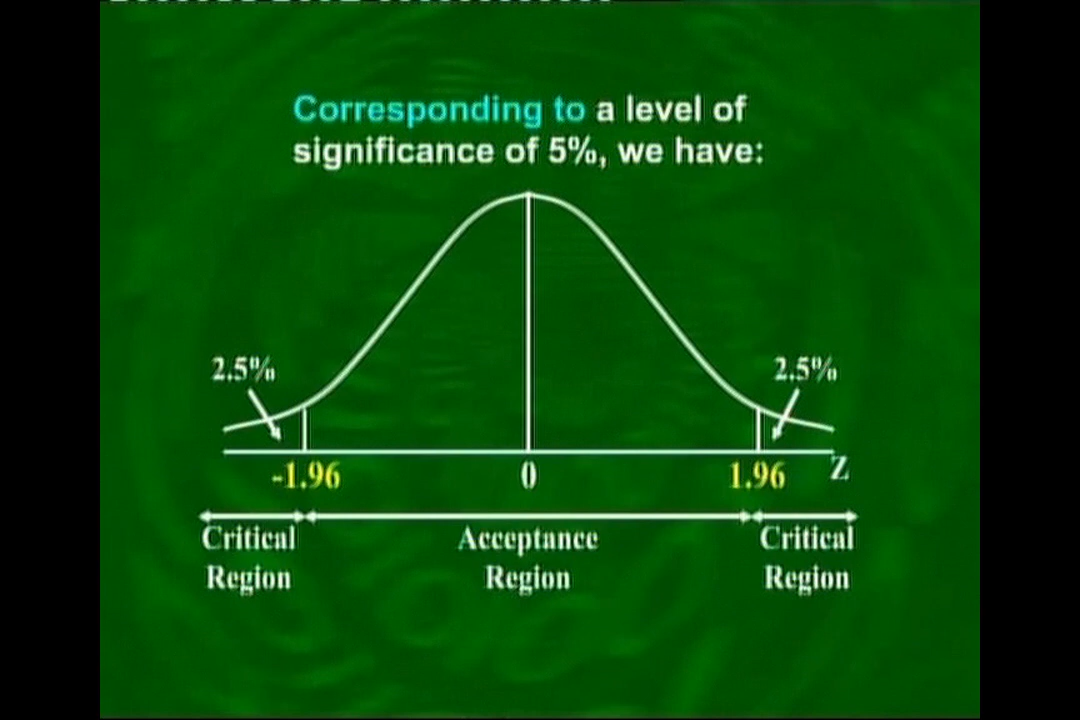 Corresponding to a level of
significance of 5%, we have:
2.5% 2.5%
-1.96 0 1.96 Z
Critical Acceptance Critical
Region Region Region